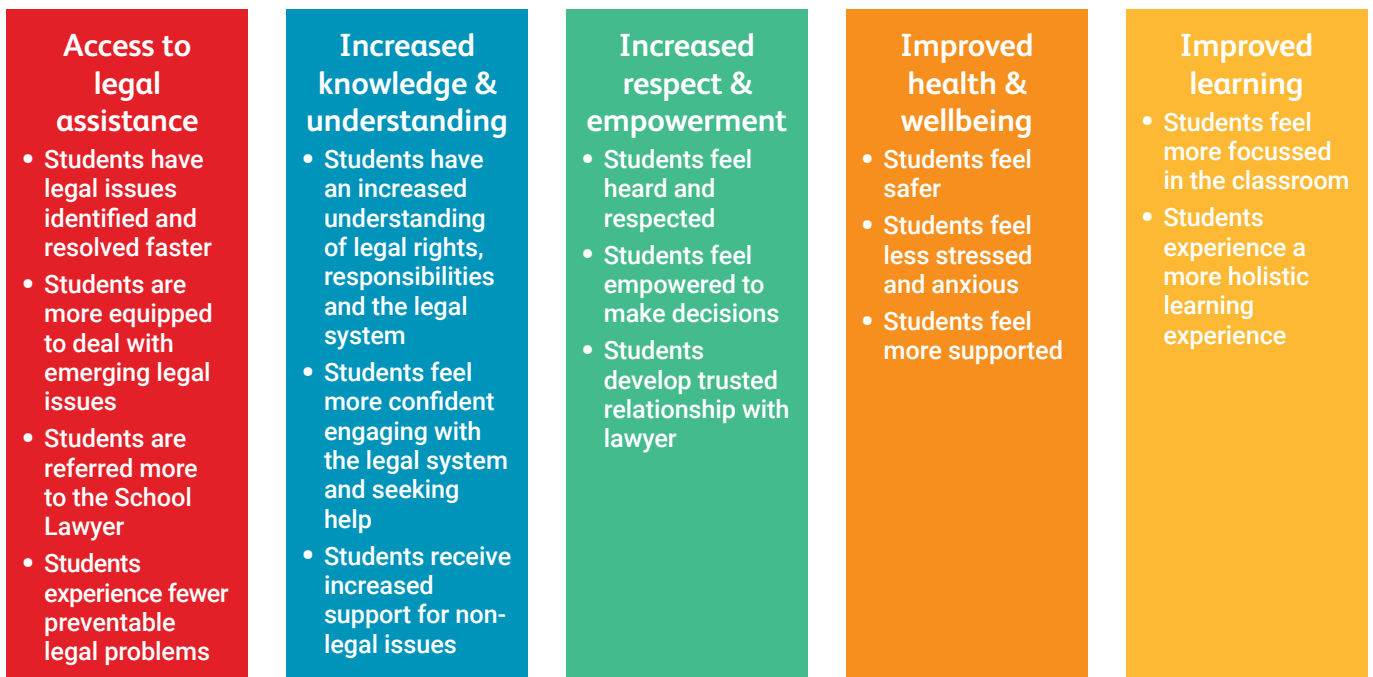 Access to
legal
assistance
• Students have
legal issues
identified and
resolved faster
• Students are
more equipped
to deal with
emerging legal
issues
• Students are
referred more
to the School
Lawyer
• Students
experience fewer
preventable
legal problems
Increased
knowledge &
understanding
• Students have
an increased
understanding
of legal rights,
responsibilities
and the legal
system
• Students feel
more confident
engaging with
the legal system
and seeking
help
• Students receive
increased
support for non-
legal issues
Increased
respect &
empowerment
• Students feel
heard and
respected
• Students feel
empowered to
make decisions
• Students
develop trusted
relationship with
lawyer
Improved
health &
wellbeing
• Students feel
safer
• Students feel
less stressed
and anxious
• Students feel
more supported
Improved
learning
• Students feel
more focussed
in the classroom
• Students
experience a
more holistic
learning
experience